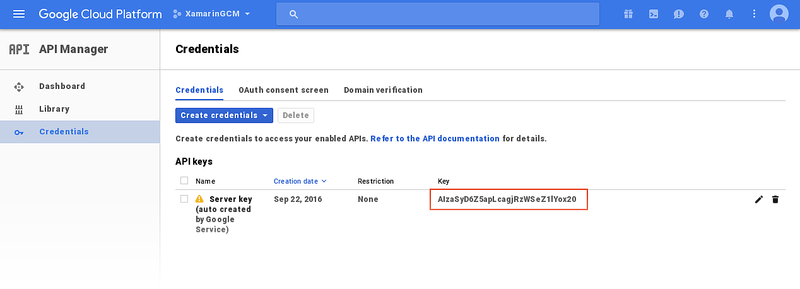 Google Cloud Platform
XamarinGCM
API API Manager
Credentials
Dashboard
Library
Credentials
Credentials OAuth consent screen Domain verification
Create credentials Delete
Create credentials to access your enabled APIs. Refer to the API documentation for details.
API keys
Name Creation date Restriction Key
Server key (auto created by Google Service) Sep 22, 2016 None AIzaSyD6Z5apLcagjRzWSeZ1lYox20